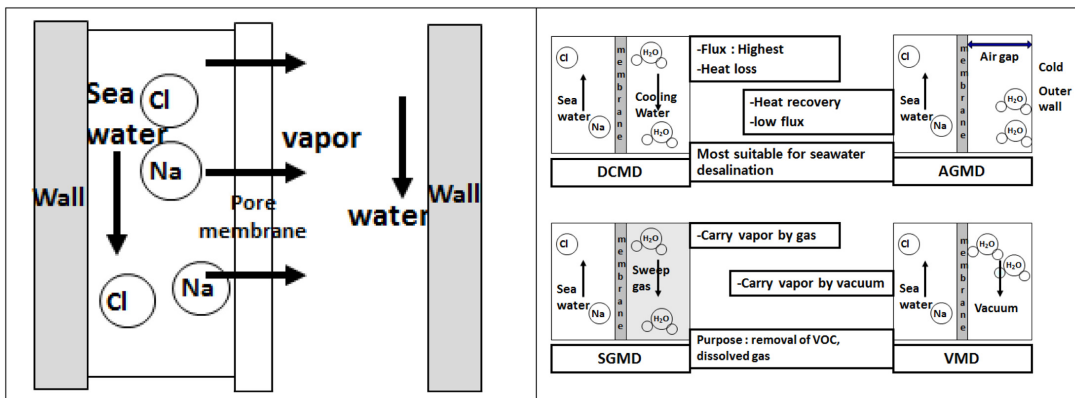 Sea
water
Cl
Na
vapor
Wall
Pore
membrane
water
Wall
Cl
Na
Cl
Sea
water
Na
membrane
H₂O
Cooling
Water
H₂O
DCMD
-Flux : Highest
-Heat loss
-Heat recovery
-low flux
Most suitable for seawater
desalination
Cl
Sea
water
Na
membrane
Air gap
H₂O
H₂O
Cold
Outer
wall
AGMD
Cl
Sea
water
Na
membrane
H₂O
Sweep
gas
H₂O
SGMD
-Carry vapor by gas
-Carry vapor by vacuum
Purpose : removal of VOC,
dissolved gas
Cl
Sea
water
Na
membrane
H₂O
H₂O
Vacuum
VMD